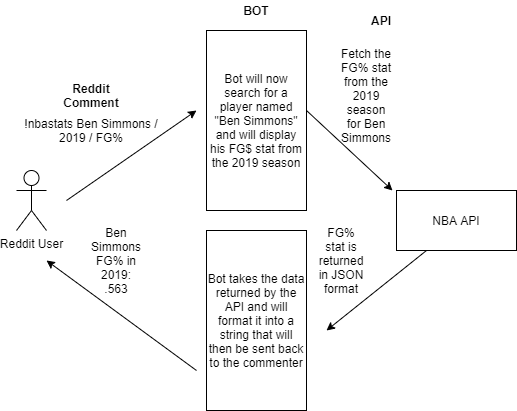 BOT
API
Reddit
Comment
!nbastats Ben Simmons /
2019 / FG%
Bot will now
search for a
player named
"Ben Simmons"
and will display
his FG$ stat from
the 2019 season
Fetch the
FG% stat
from the
2019
season
for Ben
Simmons
NBA API
Reddit User
Ben
Simmons
FG% in
2019:
.563
Bot takes the data
returned by the
API and will
format it into a
string that will
then be sent back
to the commenter
FG%
stat is
returned
in JSON
format